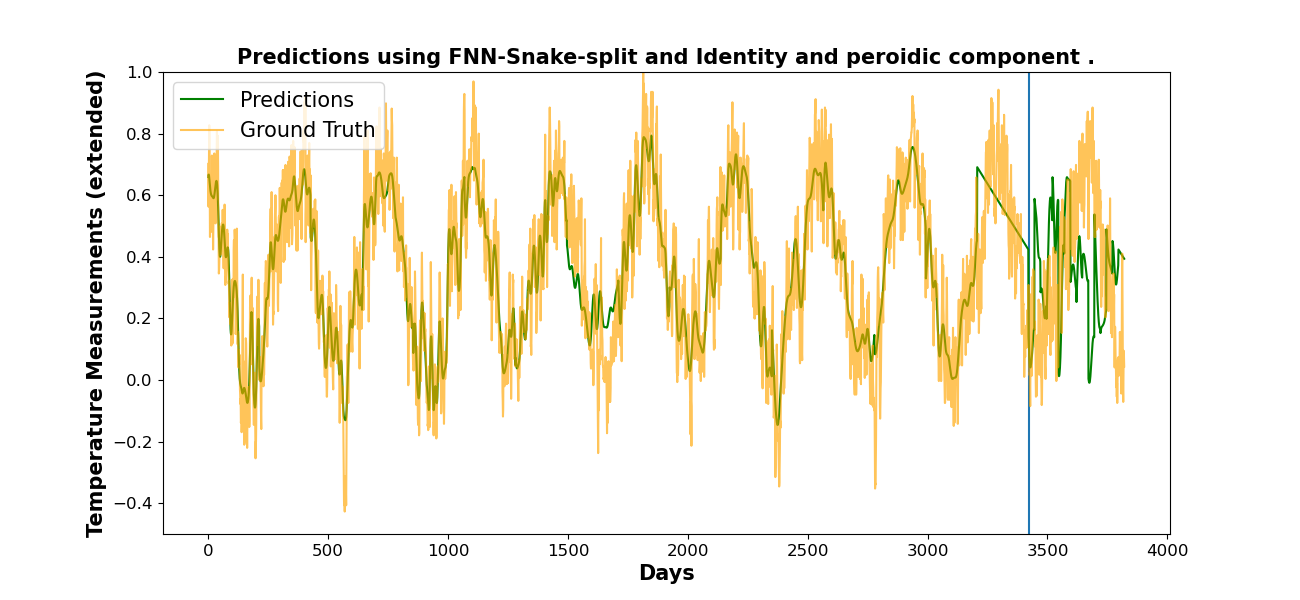 Predictions using FNN-Snake-split and Identity and peroidic component .
Temperature Measurements (extended)
1.0
0.8
0.6
0.4
0.2
0.0
−0.2
−0.4
Predictions
Ground Truth
0 500 1000 1500 2000 2500 3000 3500 4000
Days